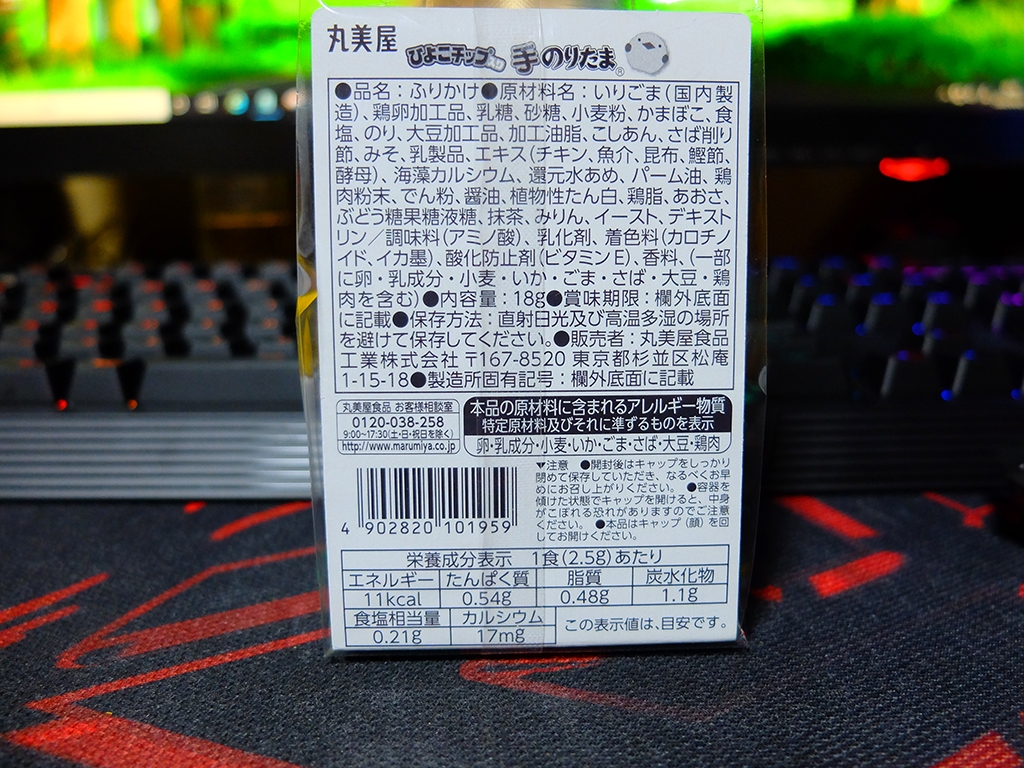 丸美屋
ぴよこチップ入り 手のりたま®
●品名：ふりかけ●原材料名：いりごま（国内製
造）、鶏卵加工品、乳糖、砂糖、小麦粉、かまぼこ、食
塩、のり、大豆加工品、加工油脂、こしあん、さば削り
節、みそ、乳製品、エキス（チキン、魚介、昆布、鰹節、
酵母）、海藻カルシウム、還元水あめ、パーム油、鶏
肉粉末、でん粉、醤油、植物性たん白、鶏脂、あおさ、
ぶどう糖果糖液糖、抹茶、みりん、イースト、デキスト
リン／調味料（アミノ酸）、乳化剤、着色料（カロチノ
イド、イカ墨）、酸化防止剤（ビタミンE）、香料、（一部
に卵・乳成分・小麦・いか・ごま・さば・大豆・鶏
肉を含む）●内容量：18g●賞味期限：欄外底面
に記載●保存方法：直射日光及び高温多湿の場所
を避けて保存してください。●販売者：丸美屋食品
工業株式会社 〒167-8520 東京都杉並区松庵
1-15-18●製造所固有記号：欄外底面に記載
丸美屋食品 お客様相談室
0120-038-258
9:00~17:30(土・日・祝日を除く)
http://www.marumiya.co.jp
本品の原材料に含まれるアレルギー物質
特定原材料及びそれに準ずるものを表示
卵・乳成分・小麦・いか・ごま・さば・大豆・鶏肉
▼注意 ●開封後はキャップをしっかり
閉めて保存していただき、なるべくお早
めにお召し上がりください。 ●容器を
傾けた状態でキャップを開けると、中身
がこぼれる恐れがありますのでご注意
ください。 ●本品はキャップ（顔）を回
してお開けください。
4 902820 101959
栄養成分表示 1食(2.5g)あたり
エネルギー たんぱく質 脂質 炭水化物
11kcal 0.54g 0.48g 1.1g
食塩相当量 カルシウム この表示値は、目安です。
0.21g 17mg